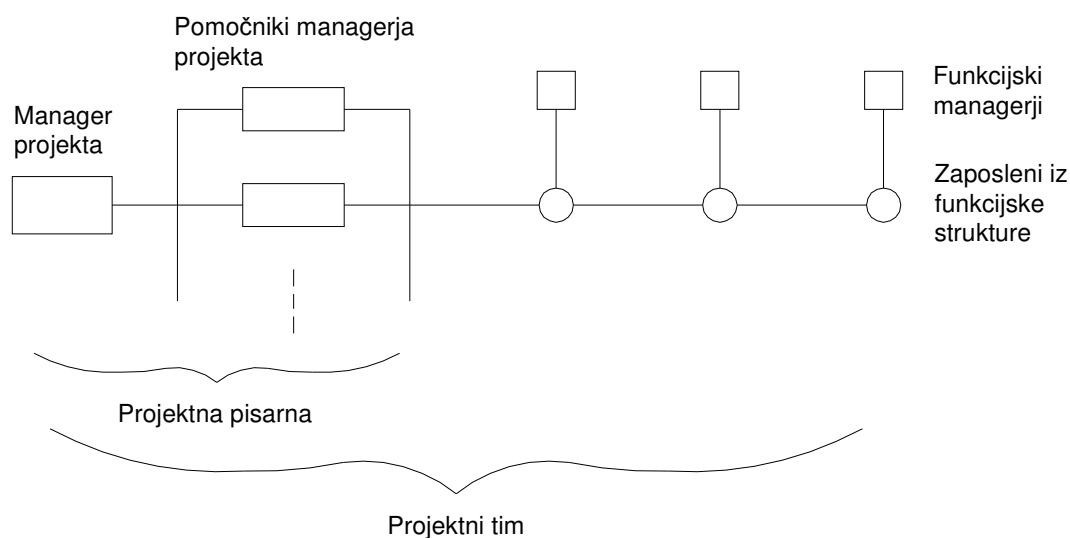 Pomočniki managerja
projekta
Manager
projekta
Funkcijski
managerji
Zaposleni iz
funkcijske
strukture
Projektna pisarna
Projektni tim